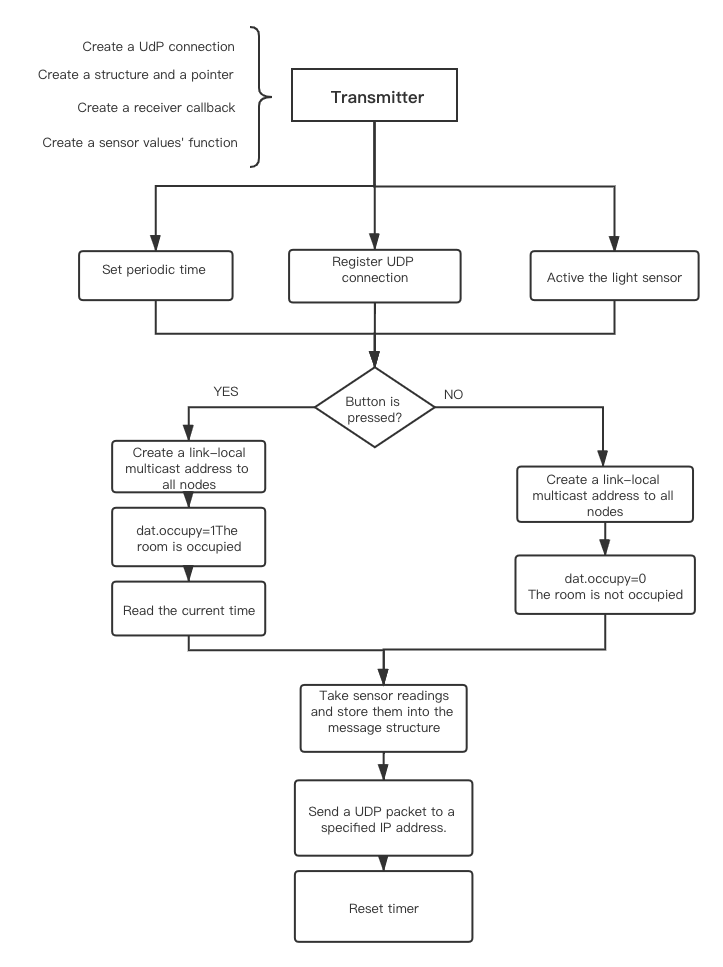 Create a UdP connection
Create a structure and a pointer
Create a receiver callback
Create a sensor values' function
Transmitter
Set periodic time
Register UDP
connection
Active the light sensor
Button is
pressed?
YES
NO
Create a link-local
multicast address to
all nodes
Create a link-local
multicast address to all
nodes
dat.occupy=1The
room is occupied
dat.occupy=0
The room is not occupied
Read the current time
Take sensor readings
and store them into the
message structure
Send a UDP packet to a
specified IP address.
Reset timer